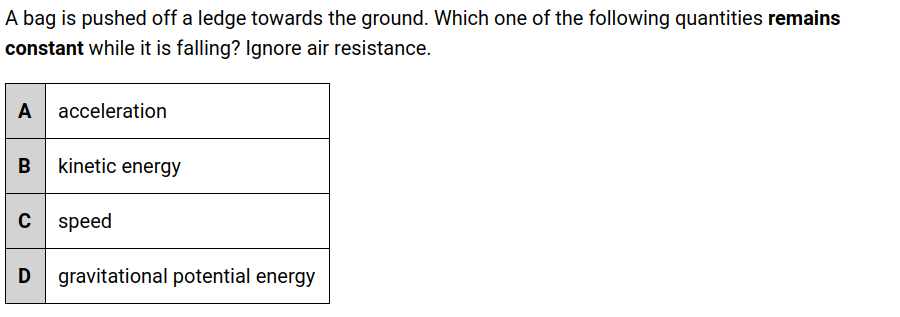 A bag is pushed off a ledge towards the ground. Which one of the following quantities remains
constant while it is falling? Ignore air resistance.
A acceleration
B kinetic energy
C speed
D gravitational potential energy